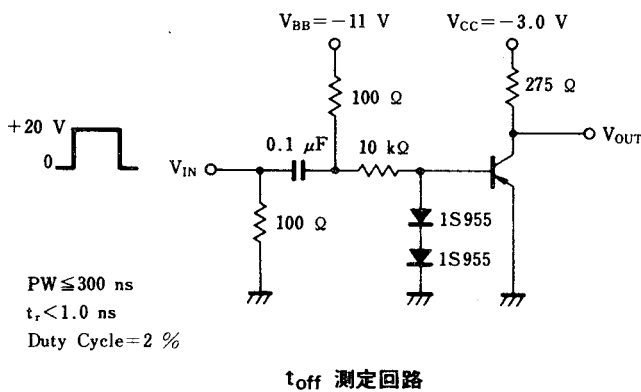 V_BB=−11 V
V_CC=−3.0 V
100 Ω
275 Ω
+20 V
0
0.1 μF
10 kΩ
V_IN
V_OUT
100 Ω
1S955
1S955
PW≦300 ns
t_r<1.0 ns
Duty Cycle=2 %
t_off 測定回路